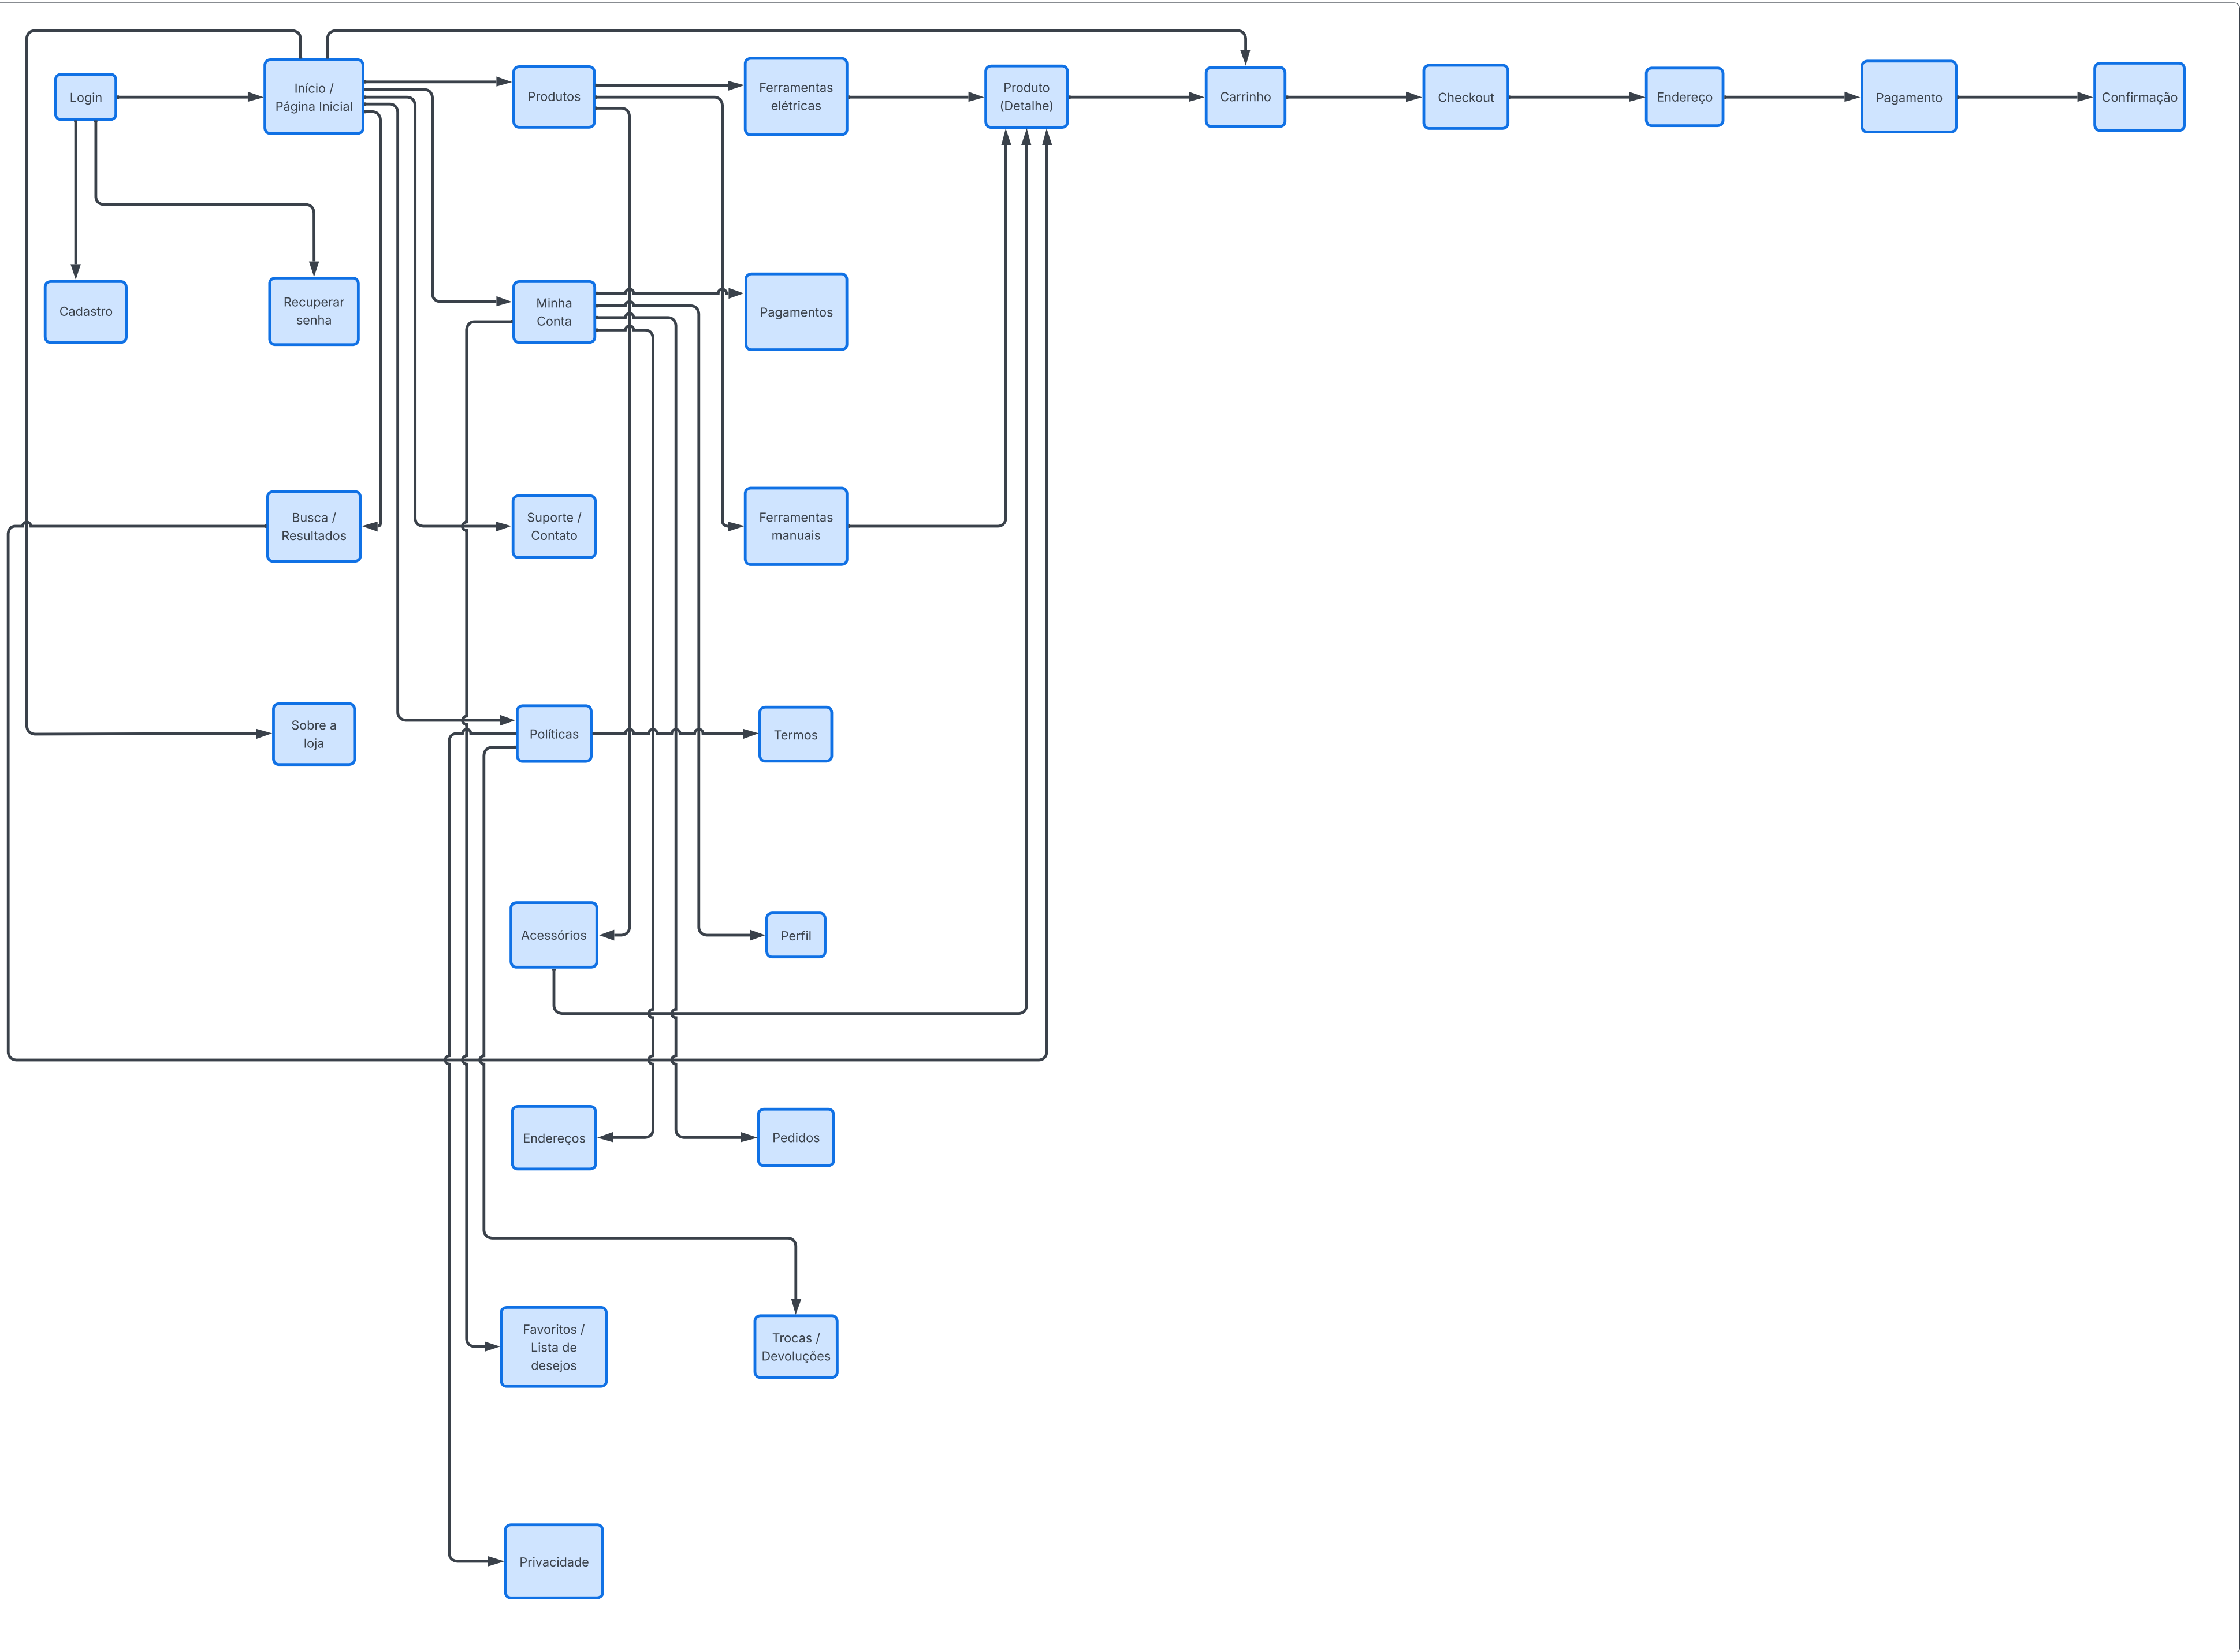 Login
Início /
Página Inicial
Produtos
Ferramentas
elétricas
Produto
(Detalhe)
Carrinho
Checkout
Endereço
Pagamento
Confirmação
Cadastro
Recuperar
senha
Minha
Conta
Pagamentos
Busca /
Resultados
Suporte /
Contato
Ferramentas
manuais
Sobre a
loja
Políticas
Termos
Acessórios
Perfil
Endereços
Pedidos
Favoritos /
Lista de
desejos
Trocas /
Devoluções
Privacidade